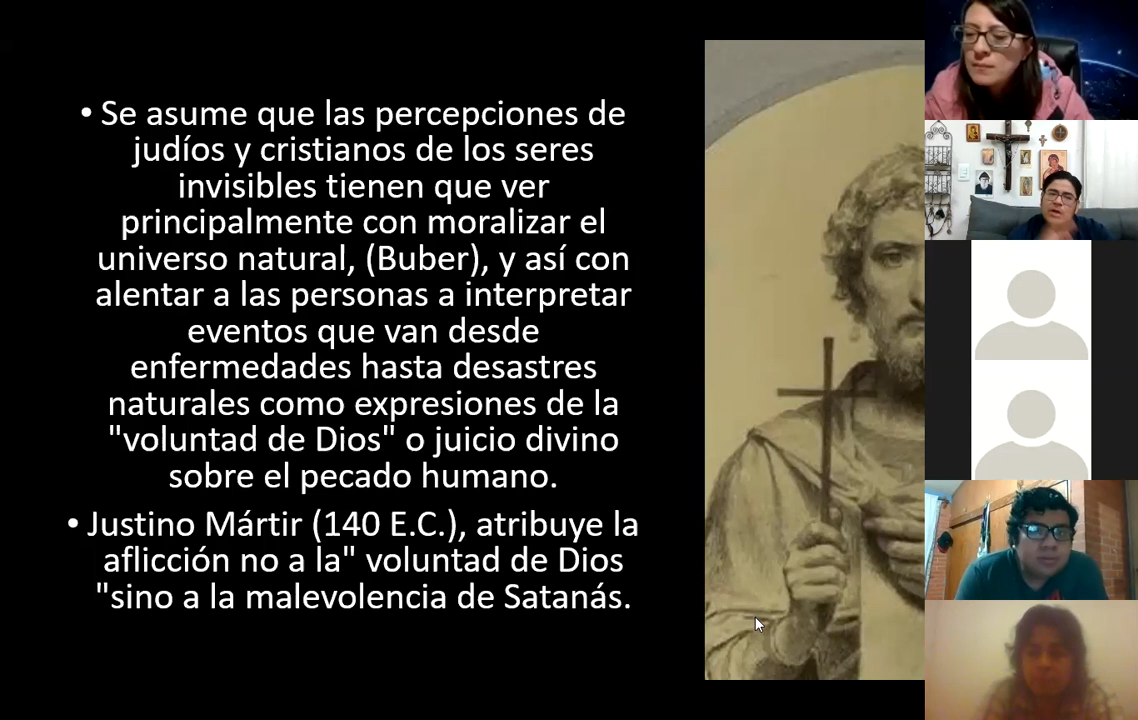 • Se asume que las percepciones de
judíos y cristianos de los seres
invisibles tienen que ver
principalmente con moralizar el
universo natural, (Buber), y así con
alentar a las personas a interpretar
eventos que van desde
enfermedades hasta desastres
naturales como expresiones de la
"voluntad de Dios" o juicio divino
sobre el pecado humano.
• Justino Mártir (140 E.C.), atribuye la
aflicción no a la" voluntad de Dios
"sino a la malevolencia de Satanás.